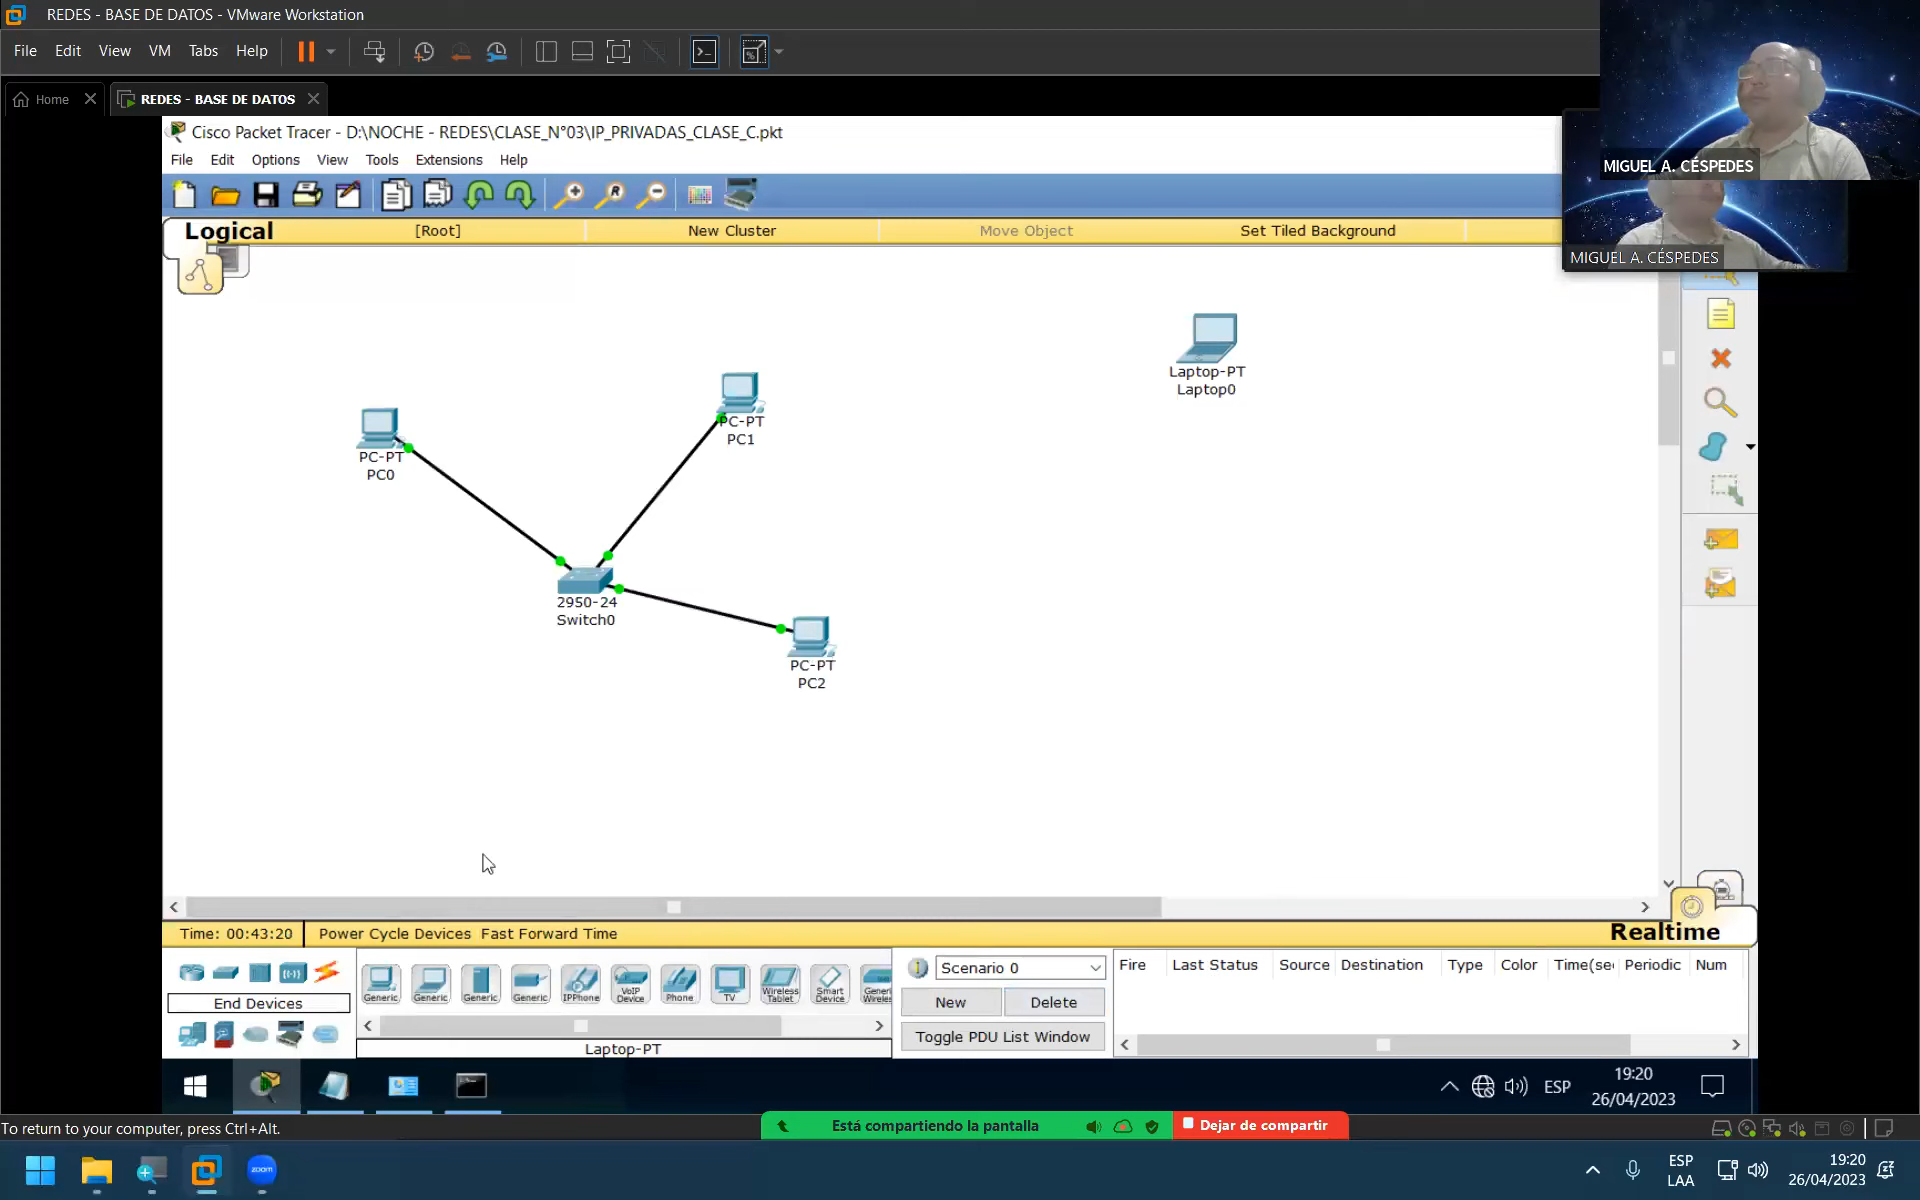 REDES - BASE DE DATOS - VMware Workstation
File Edit View VM Tabs Help
Home REDES - BASE DE DATOS
MIGUEL A. CÉSPEDES
MIGUEL A. CÉSPEDES
Cisco Packet Tracer - D:\NOCHE - REDES\CLASE_N°03\IP_PRIVADAS_CLASE_C.pkt
File Edit Options View Tools Extensions Help
Logical [Root] New Cluster Move Object Set Tiled Background
Laptop-PT
Laptop0
PC-PT
PC1
PC-PT
PC0
2950-24
Switch0
PC-PT
PC2
Time: 00:43:20 Power Cycle Devices Fast Forward Time Realtime
End Devices
Generic Generic Generic Generic IPPhone VoIP Device Phone TV Wireless Tablet Smart Device
Laptop-PT
Scenario 0
New Delete
Toggle PDU List Window
Fire Last Status Source Destination Type Color Time(se Periodic Num
ESP 19:20
26/04/2023
To return to your computer, press Ctrl+Alt.
Está compartiendo la pantalla Dejar de compartir
zoom
ESP
LAA
19:20
26/04/2023